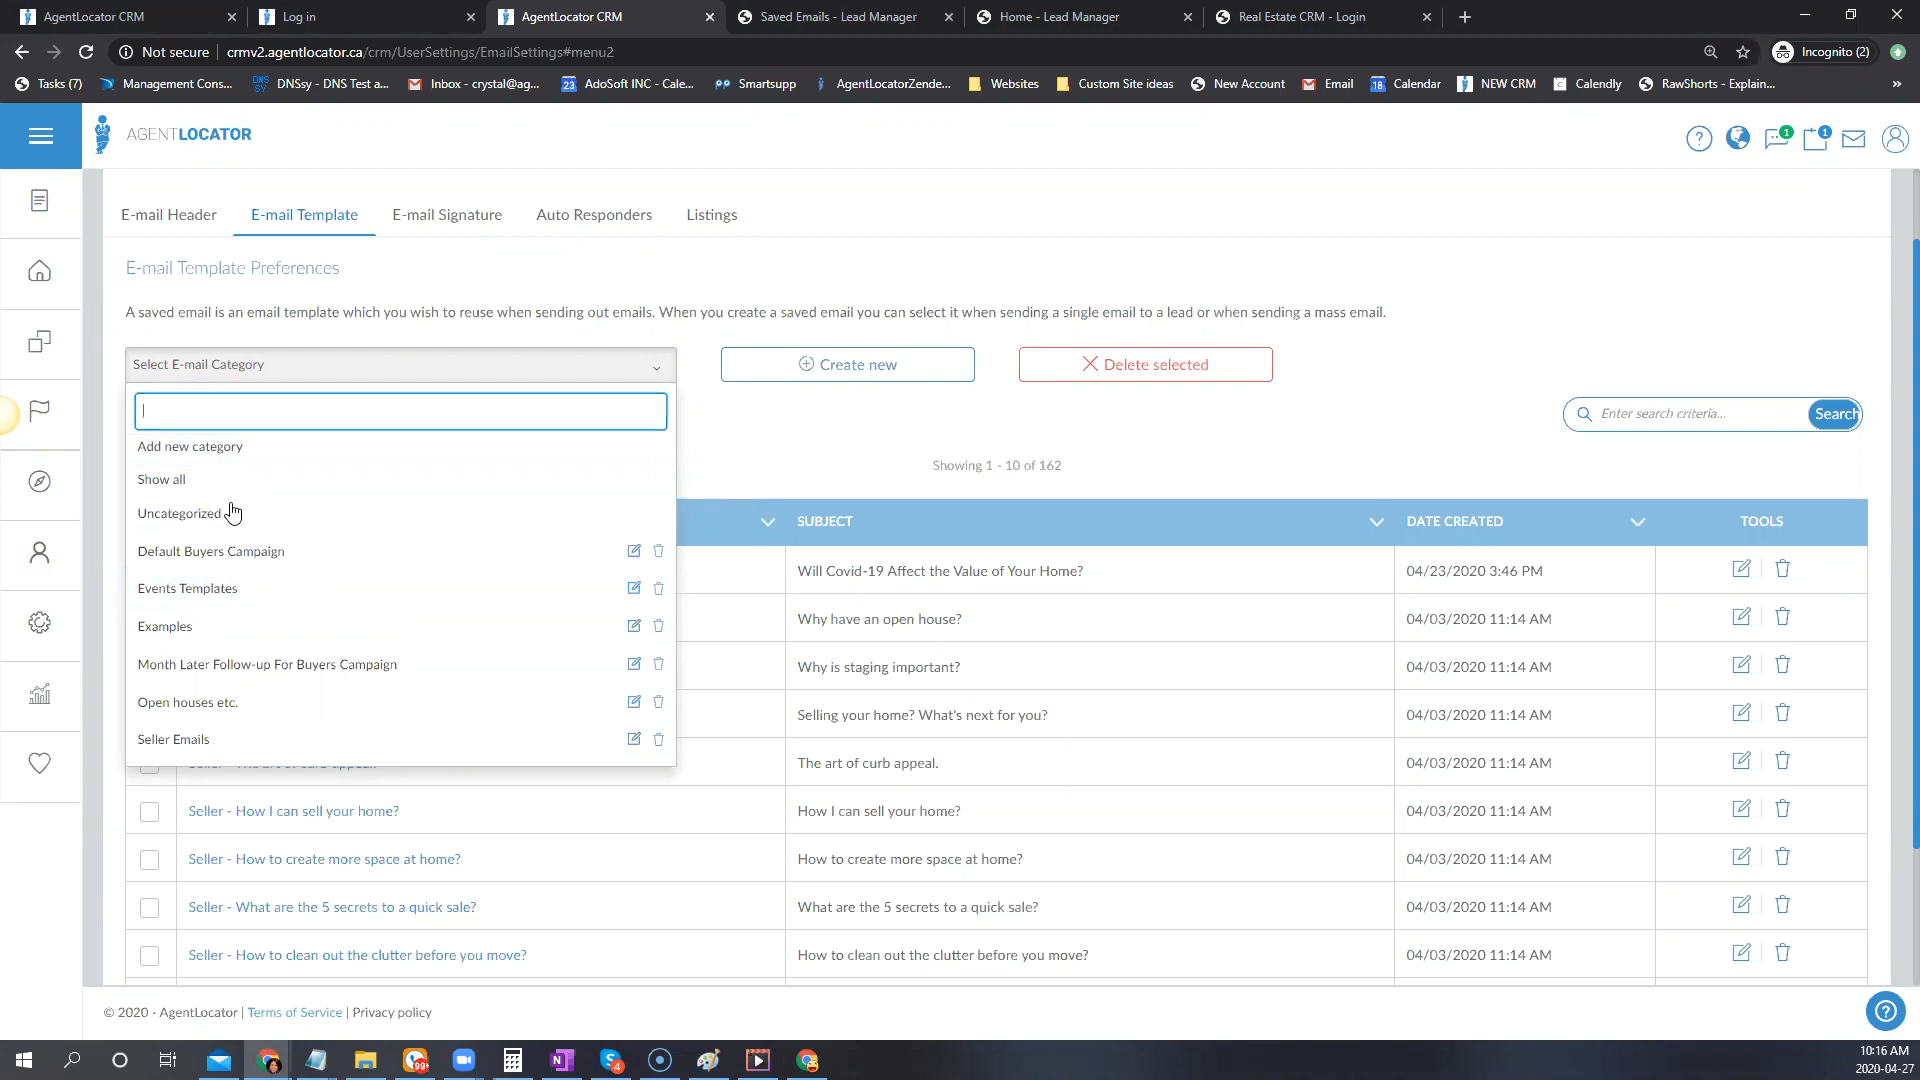 AgentLocator CRM
Log in
AgentLocator CRM
Saved Emails - Lead Manager
Home - Lead Manager
Real Estate CRM - Login
Not secure | crmv2.agentlocator.ca/crm/UserSettings/EmailSettings#menu2
Incognito (2)
Tasks (7)
Management Cons...
DNSsy - DNS Test a...
Inbox - crystal@ag...
23
AdoSoft INC - Cale...
Smartsupp
AgentLocatorZende...
Websites
Custom Site ideas
New Account
Email
18
Calendar
NEW CRM
Calendly
RawShorts - Explain...
AGENTLOCATOR
1
1
E-mail Header
E-mail Template
E-mail Signature
Auto Responders
Listings
E-mail Template Preferences
A saved email is an email template which you wish to reuse when sending out emails. When you create a saved email you can select it when sending a single email to a lead or when sending a mass email.
Select E-mail Category
Create new
Delete selected
Enter search criteria...
Search
Add new category
Showing 1 - 10 of 162
Show all
Uncategorized
SUBJECT
DATE CREATED
TOOLS
Default Buyers Campaign
Will Covid-19 Affect the Value of Your Home?
04/23/2020 3:46 PM
Events Templates
Why have an open house?
04/03/2020 11:14 AM
Examples
Month Later Follow-up For Buyers Campaign
Why is staging important?
04/03/2020 11:14 AM
Open houses etc.
Selling your home? What's next for you?
04/03/2020 11:14 AM
Seller Emails
The art of curb appeal.
04/03/2020 11:14 AM
Seller - How I can sell your home?
How I can sell your home?
04/03/2020 11:14 AM
Seller - How to create more space at home?
How to create more space at home?
04/03/2020 11:14 AM
Seller - What are the 5 secrets to a quick sale?
What are the 5 secrets to a quick sale?
04/03/2020 11:14 AM
Seller - How to clean out the clutter before you move?
How to clean out the clutter before you move?
04/03/2020 11:14 AM
© 2020 - AgentLocator | Terms of Service | Privacy policy
99+
4
10:16 AM
2020-04-27